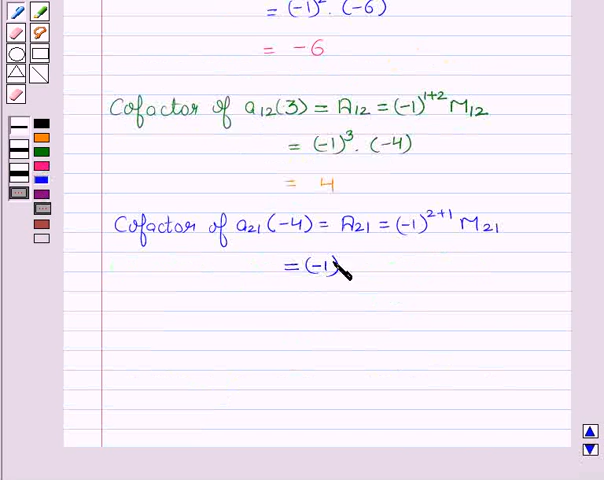 = (-1)² . (-6)
= -6
Cofactor of a₁₂(3) = A₁₂ = (-1)¹⁺² M₁₂
= (-1)³ . (-4)
= 4
Cofactor of a₂₁(-4) = A₂₁ = (-1)²⁺¹ M₂₁
= (-1)